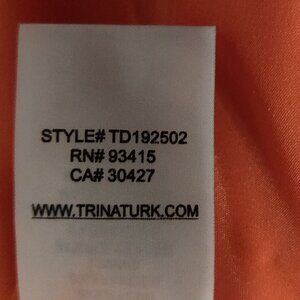 STYLE# TD192502
RN# 93415
CA# 30427
WWW.TRINATURK.COM